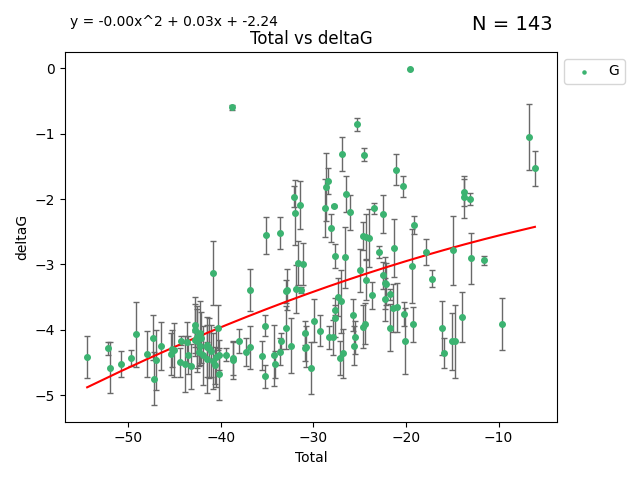 y = -0.00x^2 + 0.03x + -2.24
N = 143
Total vs deltaG
G
deltaG
0
−1
−2
−3
−4
−5
−50 −40 −30 −20 −10
Total